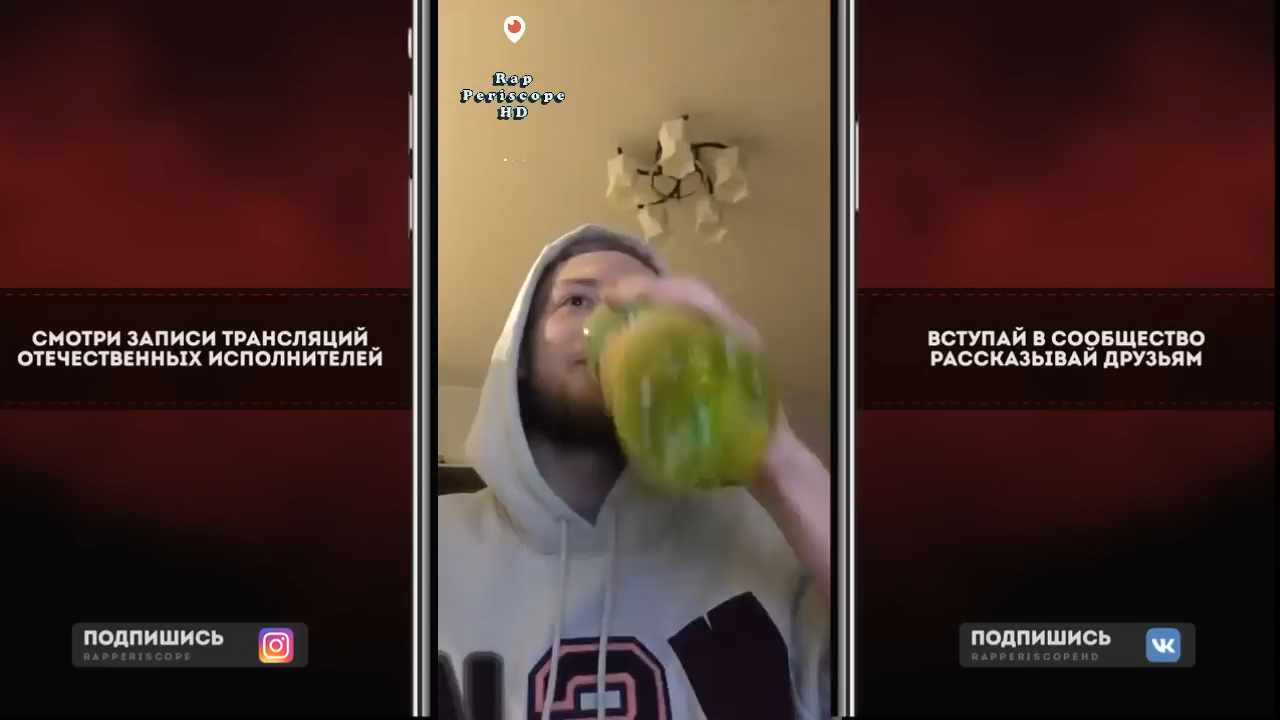 Rap
Periscope
HD
СМОТРИ ЗАПИСИ ТРАНСЛЯЦИЙ
ОТЕЧЕСТВЕННЫХ ИСПОЛНИТЕЛЕЙ
ВСТУПАЙ В СООБЩЕСТВО
РАССКАЗЫВАЙ ДРУЗЬЯМ
ПОДПИШИСЬ
RAPPERISCOPE
ПОДПИШИСЬ
RAPPERISCOPEHD